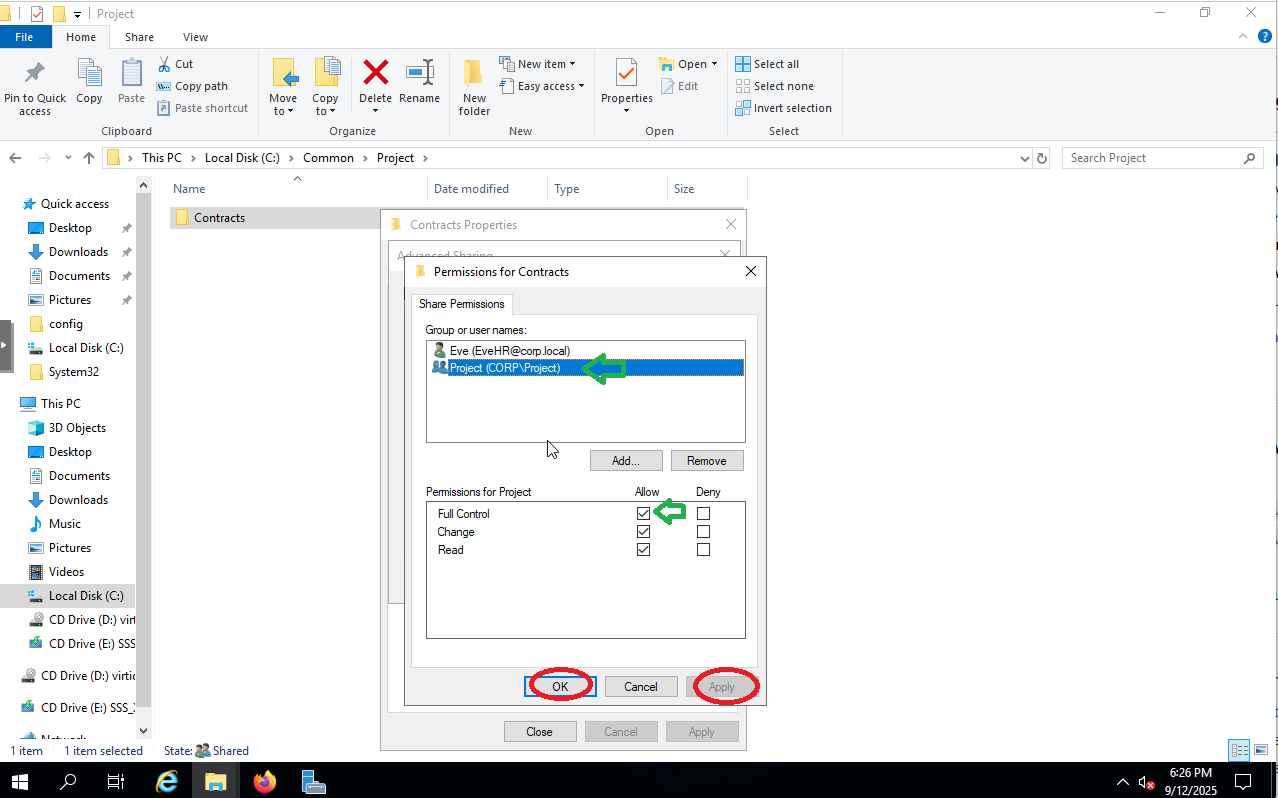 Project
File Home Share View
Pin to Quick access
Copy
Paste
Cut
Copy path
Paste shortcut
Clipboard
Move to
Copy to
Delete
Rename
Organize
New folder
New item
Easy access
New
Properties
Open
Edit
Open
Select all
Select none
Invert selection
Select
This PC > Local Disk (C:) > Common > Project >
Search Project
Name Date modified Type Size
Quick access
Desktop
Downloads
Documents
Pictures
config
Local Disk (C:)
System32
This PC
3D Objects
Desktop
Documents
Downloads
Music
Pictures
Videos
Local Disk (C:)
CD Drive (D:) virt
CD Drive (E:) SSS
CD Drive (D:) virtic
CD Drive (E:) SSS_
Network
Contracts
Contracts Properties
Advanced Sharing
Permissions for Contracts
Share Permissions
Group or user names:
Eve (EveHR@corp.local)
Project (CORP\Project)
Add... Remove
Permissions for Project Allow Deny
Full Control
Change
Read
OK Cancel Apply
Close Cancel Apply
1 item 1 item selected State: Shared
6:26 PM
9/12/2025